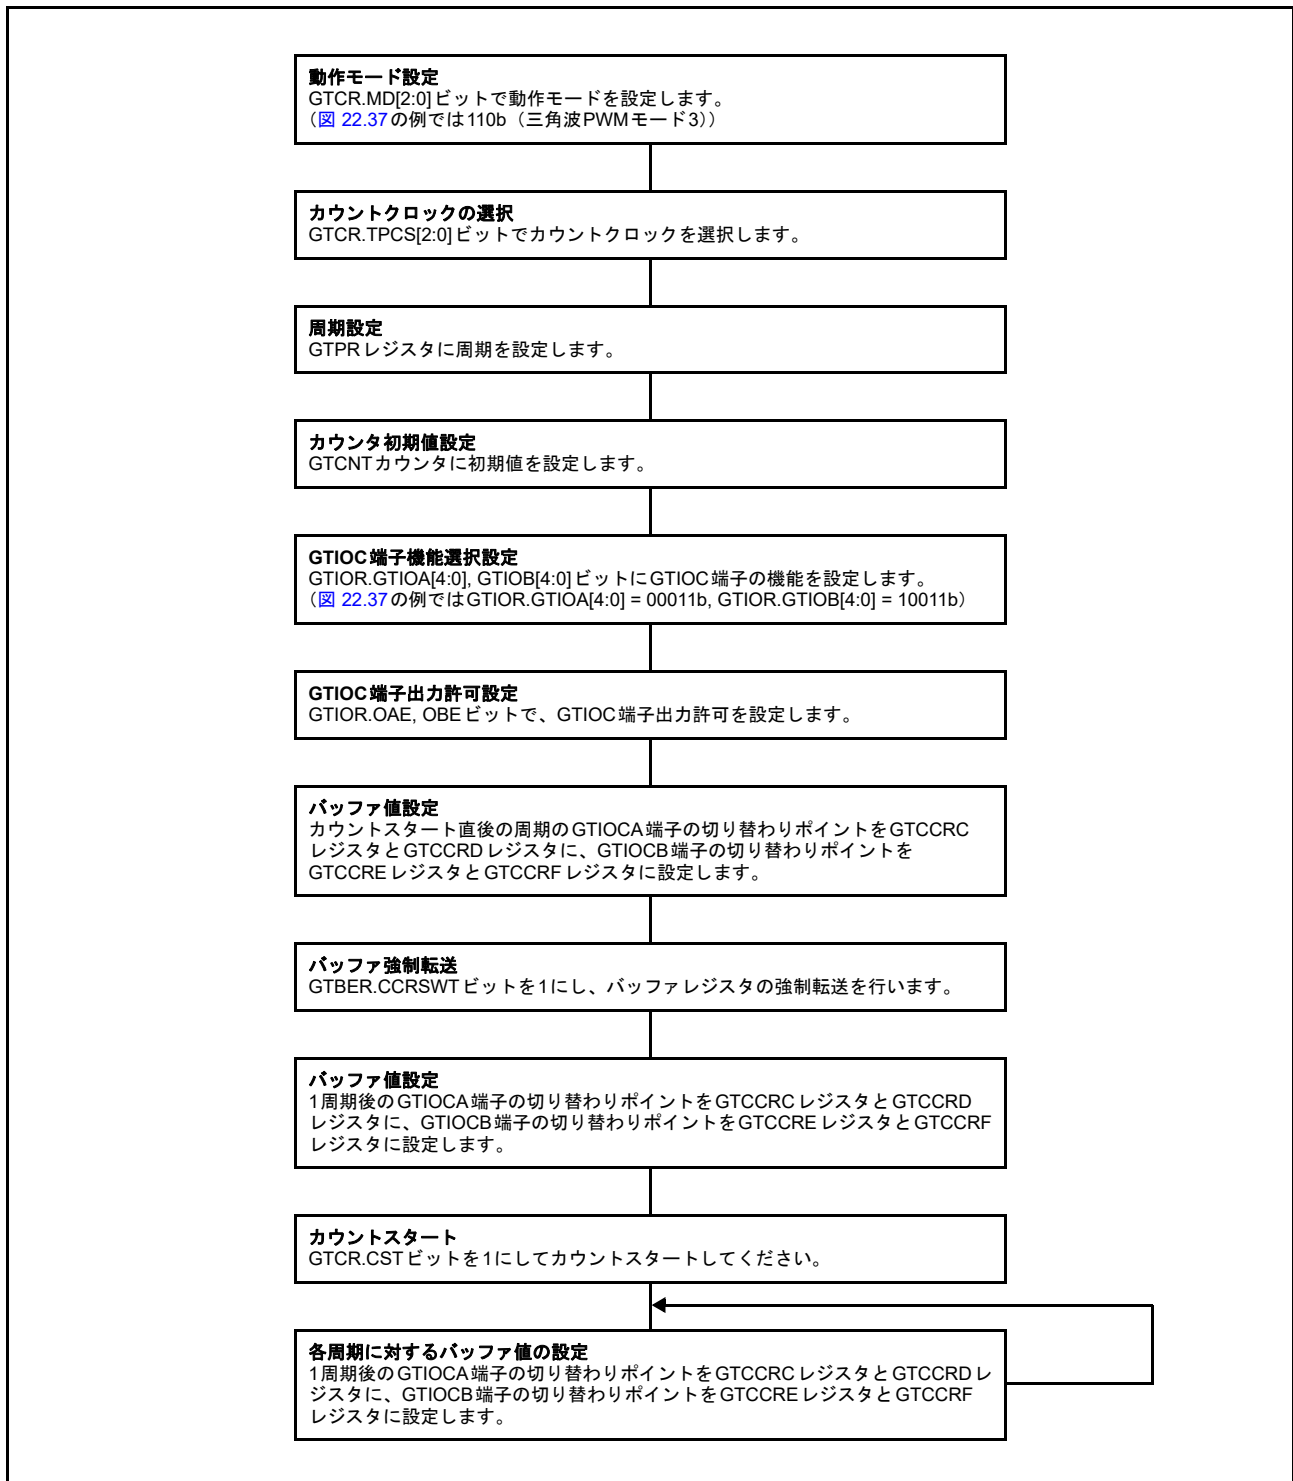 動作モード設定
GTCR.MD[2:0]ビットで動作モードを設定します。
（図 22.37の例では110b（三角波PWMモード3））
カウントクロックの選択
GTCR.TPCS[2:0]ビットでカウントクロックを選択します。
周期設定
GTPRレジスタに周期を設定します。
カウンタ初期値設定
GTCNTカウンタに初期値を設定します。
GTIOC端子機能選択設定
GTIOR.GTIOA[4:0], GTIOB[4:0]ビットにGTIOC端子の機能を設定します。
（図 22.37の例ではGTIOR.GTIOA[4:0] = 00011b, GTIOR.GTIOB[4:0] = 10011b）
GTIOC端子出力許可設定
GTIOR.OAE, OBEビットで、GTIOC端子出力許可を設定します。
バッファ値設定
カウントスタート直後の周期のGTIOCA端子の切り替わりポイントをGTCCRC
レジスタとGTCCRDレジスタに、GTIOCB端子の切り替わりポイントを
GTCCREレジスタとGTCCRFレジスタに設定します。
バッファ強制転送
GTBER.CCRSWTビットを1にし、バッファレジスタの強制転送を行います。
バッファ値設定
1周期後のGTIOCA端子の切り替わりポイントをGTCCRCレジスタとGTCCRD
レジスタに、GTIOCB端子の切り替わりポイントをGTCCREレジスタとGTCCRF
レジスタに設定します。
カウントスタート
GTCR.CSTビットを1にしてカウントスタートしてください。
各周期に対するバッファ値の設定
1周期後のGTIOCA端子の切り替わりポイントをGTCCRCレジスタとGTCCRDレ
ジスタに、GTIOCB端子の切り替わりポイントをGTCCREレジスタとGTCCRF
レジスタに設定します。